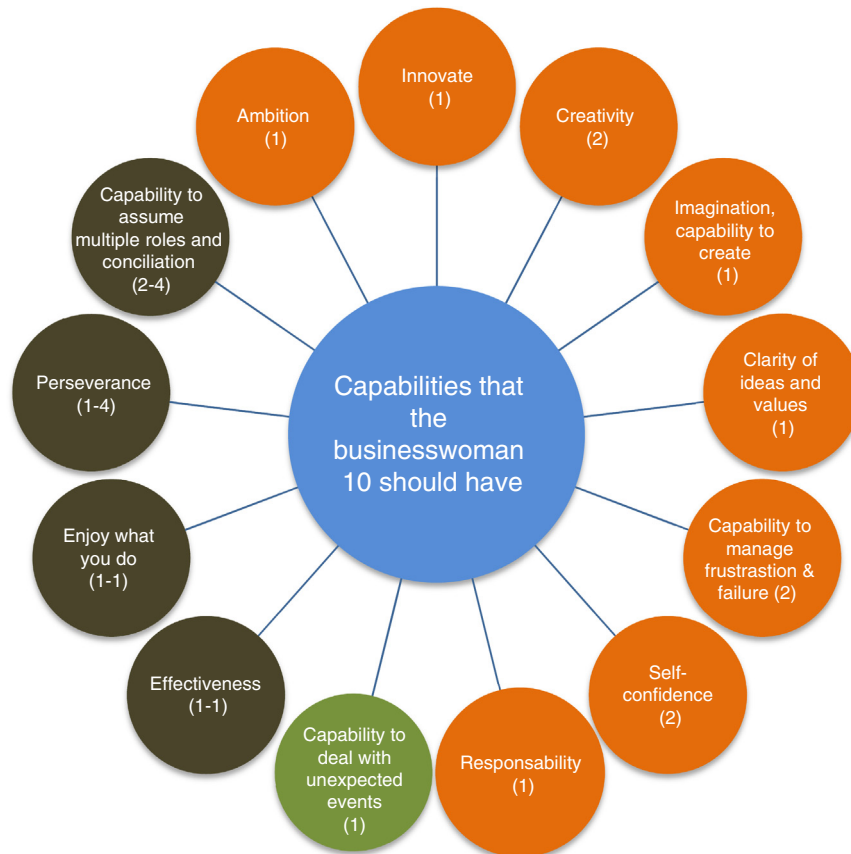 Innovate
(1)
Creativity
(2)
Imagination,
capability to
create
(1)
Clarity of
ideas and
values
(1)
Capability to
manage
frustrastion &
failure (2)
Self-
confidence
(2)
Responsability
(1)
Capability to
deal with
unexpected
events
(1)
Effectiveness
(1-1)
Enjoy what
you do
(1-1)
Perseverance
(1-4)
Capability to
assume
multiple roles and
conciliation
(2-4)
Ambition
(1)
Capabilities that
the
businesswoman
10 should have